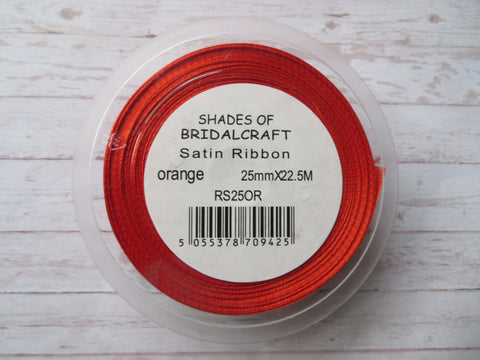 SHADES OF
BRIDALCRAFT
Satin Ribbon
orange 25mmX22.5M
RS25OR
5 055378 709425